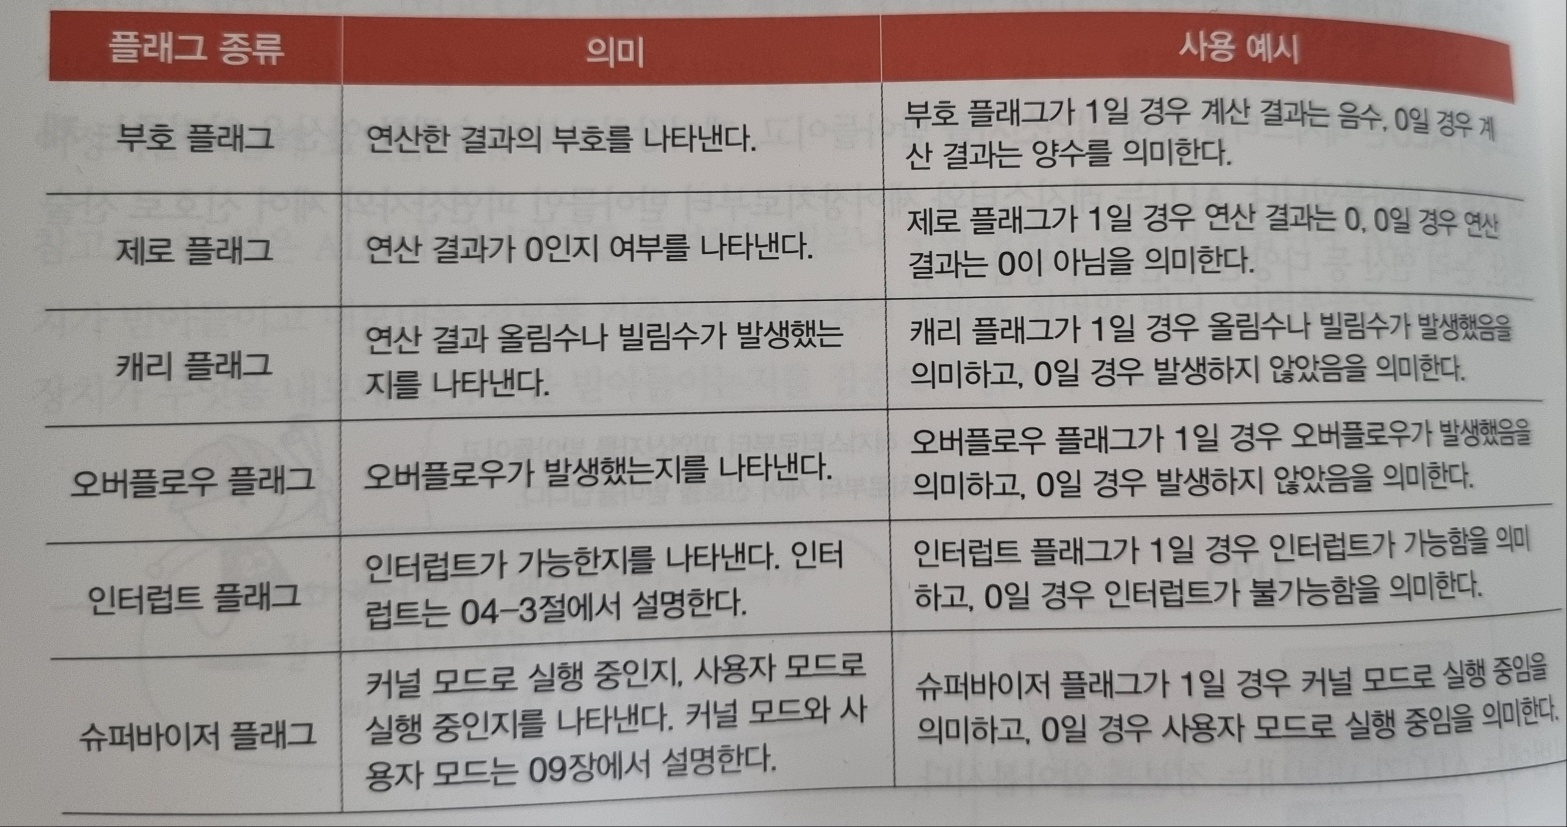 플래그 종류 의미 사용 예시
부호 플래그
연산한 결과의 부호를 나타낸다.
부호 플래그가 1일 경우 계산 결과는 음수, 0일 경우 계
산 결과는 양수를 의미한다.
제로 플래그
연산 결과가 0인지 여부를 나타낸다.
제로 플래그가 1일 경우 연산 결과는 0, 0일 경우 연산
결과는 0이 아님을 의미한다.
캐리 플래그
연산 결과 올림수나 빌림수가 발생했는
지를 나타낸다.
캐리 플래그가 1일 경우 올림수나 빌림수가 발생했음을
의미하고, 0일 경우 발생하지 않았음을 의미한다.
오버플로우 플래그
오버플로우가 발생했는지를 나타낸다.
오버플로우 플래그가 1일 경우 오버플로우가 발생했음을
의미하고, 0일 경우 발생하지 않았음을 의미한다.
인터럽트 플래그
인터럽트가 가능한지를 나타낸다. 인터
럽트는 04-3절에서 설명한다.
인터럽트 플래그가 1일 경우 인터럽트가 가능함을 의미
하고, 0일 경우 인터럽트가 불가능함을 의미한다.
슈퍼바이저 플래그
커널 모드로 실행 중인지, 사용자 모드로
실행 중인지를 나타낸다. 커널 모드와 사
용자 모드는 09장에서 설명한다.
슈퍼바이저 플래그가 1일 경우 커널 모드로 실행 중임을
의미하고, 0일 경우 사용자 모드로 실행 중임을 의미한다.